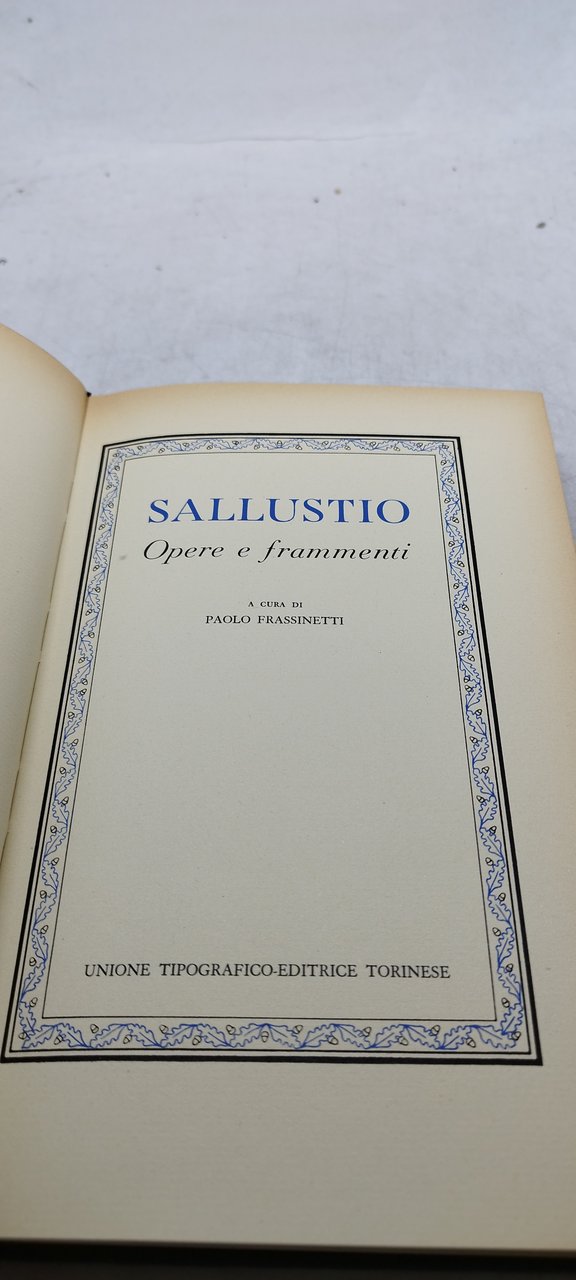 SALLUSTIO
Opere e frammenti
A CURA DI
PAOLO FRASSINETTI
UNIONE TIPOGRAFICO-EDITRICE TORINESE